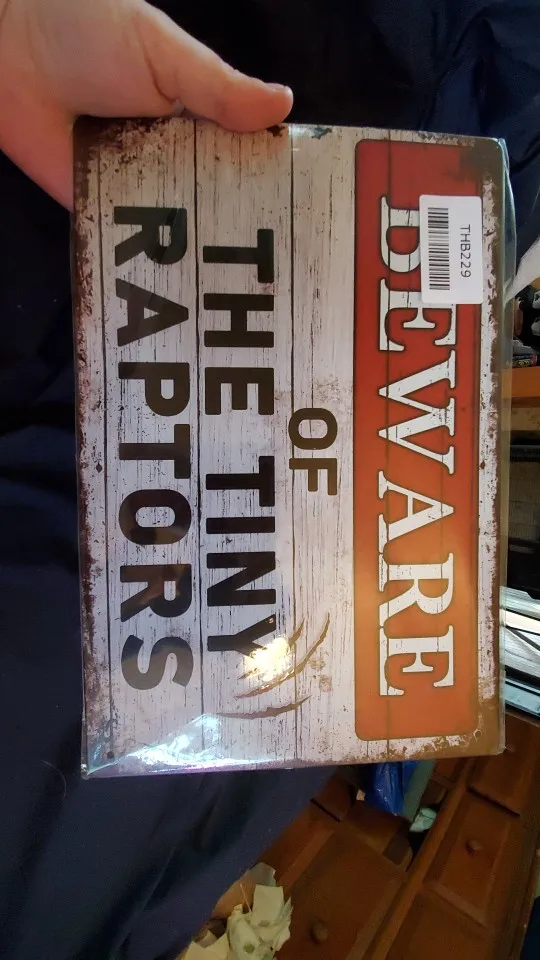 BEWARE
THB229
OF
THE TINY
RAPTORS